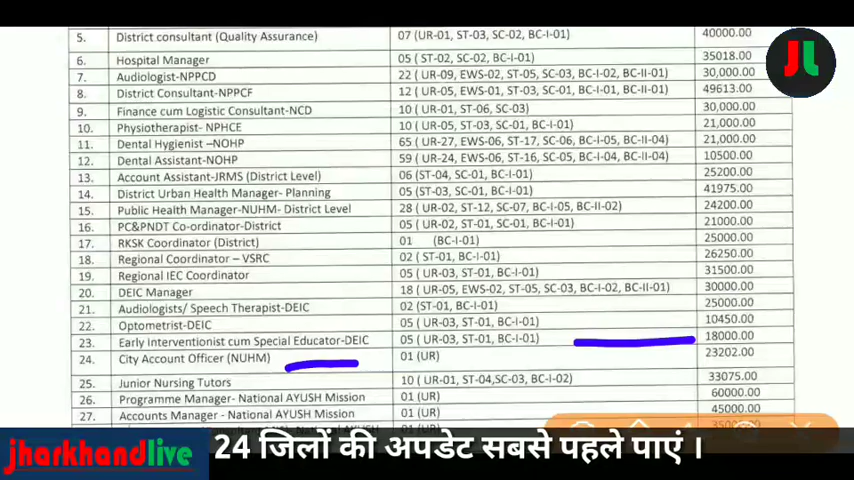 5. District consultant (Quality Assurance) 07 (UR-01, ST-03, SC-02, BC-I-01) 40000.00
6. Hospital Manager 05 ( ST-02, SC-02, BC-I-01) 35018.00
7. Audiologist-NPPCD 22 ( UR-09, EWS-02, ST-05, SC-03, BC-I-02, BC-II-01) 30,000.00
8. District Consultant-NPPCF 12 ( UR-05, EWS-01, ST-03, SC-01, BC-I-01, BC-II-01) 49613.00
9. Finance cum Logistic Consultant-NCD 10 ( UR-01, ST-06, SC-03) 30,000.00
10. Physiotherapist- NPHCE 10 ( UR-05, ST-03, SC-01, BC-I-01) 21,000.00
11. Dental Hygienist –NOHP 65 ( UR-27, EWS-06, ST-17, SC-06, BC-I-05, BC-II-04) 21,000.00
12. Dental Assistant-NOHP 59 ( UR-24, EWS-06, ST-16, SC-05, BC-I-04, BC-II-04) 10500.00
13. Account Assistant-JRMS (District Level) 06 (ST-04, SC-01, BC-I-01) 25200.00
14. District Urban Health Manager- Planning 05 (ST-03, SC-01, BC-I-01) 41975.00
15. Public Health Manager-NUHM- District Level 28 ( UR-02, ST-12, SC-07, BC-I-05, BC-II-02) 24200.00
16. PC&PNDT Co-ordinator-District 05 ( UR-02, ST-01, SC-01, BC-I-01) 21000.00
17. RKSK Coordinator (District) 01 (BC-I-01) 25000.00
18. Regional Coordinator – VSRC 02 ( ST-01, BC-I-01) 26250.00
19. Regional IEC Coordinator 05 ( UR-03, ST-01, BC-I-01) 31500.00
20. DEIC Manager 18 ( UR-05, EWS-02, ST-05, SC-03, BC-I-02, BC-II-01) 30000.00
21. Audiologists/ Speech Therapist-DEIC 02 (ST-01, BC-I-01) 25000.00
22. Optometrist-DEIC 05 ( UR-03, ST-01, BC-I-01) 10450.00
23. Early Interventionist cum Special Educator-DEIC 05 ( UR-03, ST-01, BC-I-01) 18000.00
24. City Account Officer (NUHM) 01 (UR) 23202.00
25. Junior Nursing Tutors 10 ( UR-01, ST-04,SC-03, BC-I-02) 33075.00
26. Programme Manager- National AYUSH Mission 01 (UR) 60000.00
27. Accounts Manager - National AYUSH Mission 01 (UR) 45000.00
JL
jharkhandlive 24 जिलों की अपडेट सबसे पहले पाएं ।